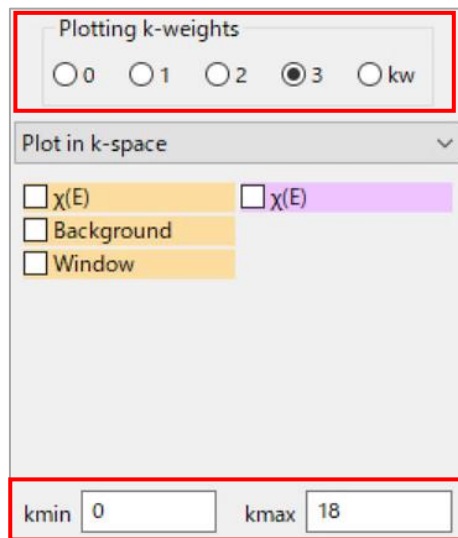 Plotting k-weights
0 1 2 3 kw
Plot in k-space
χ(E) χ(E)
Background
Window
kmin 0 kmax 18